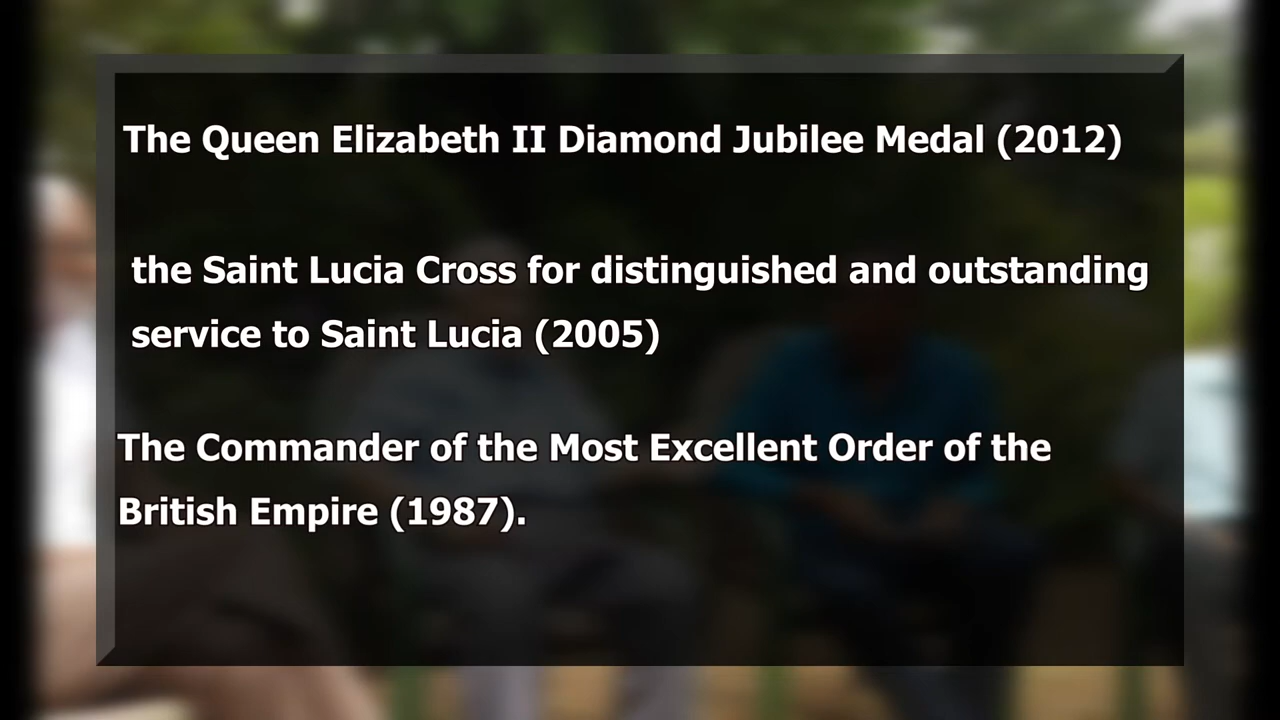 The Queen Elizabeth II Diamond Jubilee Medal (2012)
the Saint Lucia Cross for distinguished and outstanding
service to Saint Lucia (2005)
The Commander of the Most Excellent Order of the
British Empire (1987).